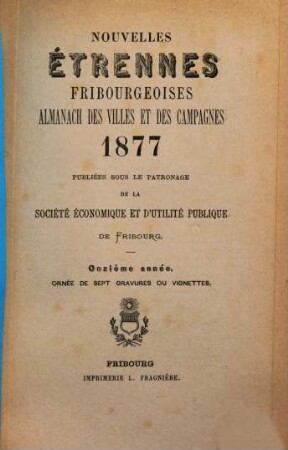 NOUVELLES
ÉTRENNES
FRIBOURGEOISES
ALMANACH DES VILLES ET DES CAMPAGNES
1877
PUBLIÉES SOUS LE PATRONAGE
DE LA
SOCIÉTÉ ÉCONOMIQUE ET D'UTILITÉ PUBLIQUE
DE FRIBOURG.
Onzième année.
ORNÉE DE SEPT GRAVURES OU VIGNETTES.
FRIBOURG
IMPRIMERIE L. FRAGNIÈRE.